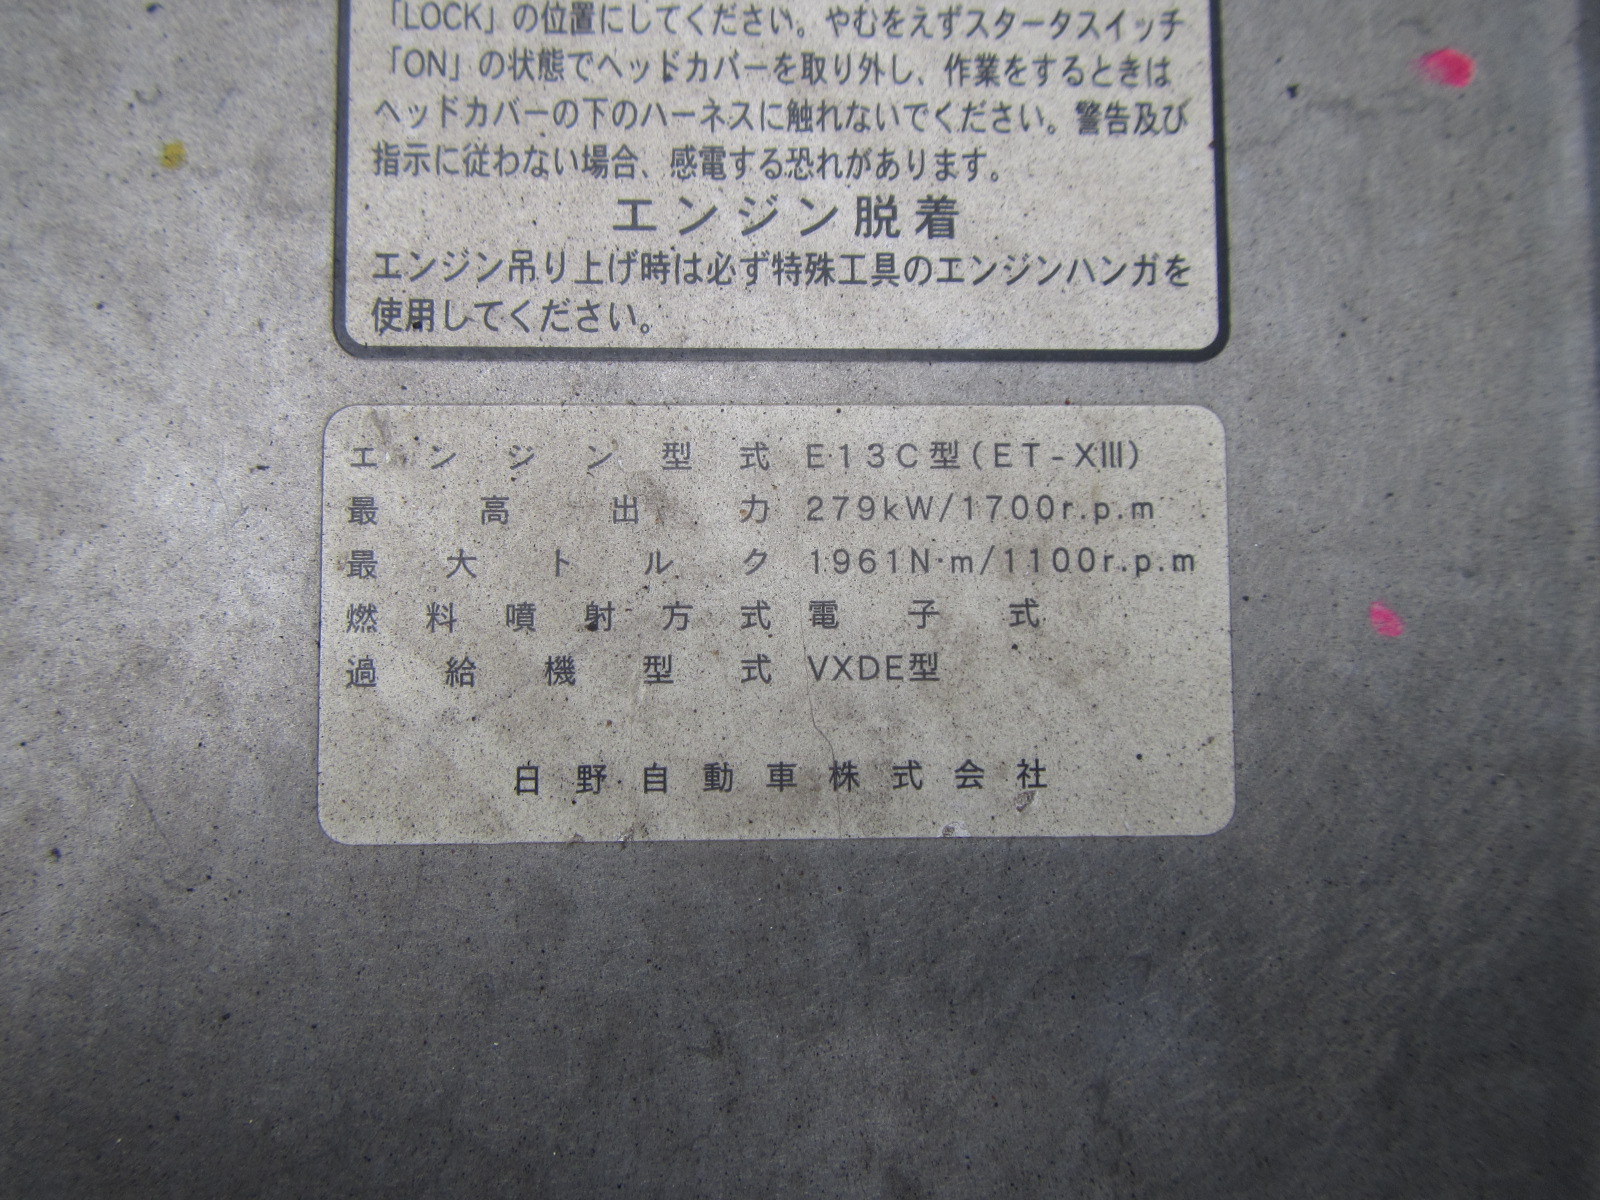 「LOCK」の位置にしてください。やむをえずスタータスイッチ
「ON」の状態でヘッドカバーを取り外し、作業をするときは
ヘッドカバーの下のハーネスに触れないでください。警告及び
指示に従わない場合、感電する恐れがあります。
エンジン脱着
エンジン吊り上げ時は必ず特殊工具のエンジンハンガを
使用してください。
エンジン型式 E13C型(ET-XⅢ)
最高出力 279kW/1700r.p.m
最大トルク 1961N·m/1100r.p.m
燃料噴射方式 電子式
過給機型式 VXDE型
日野自動車株式会社